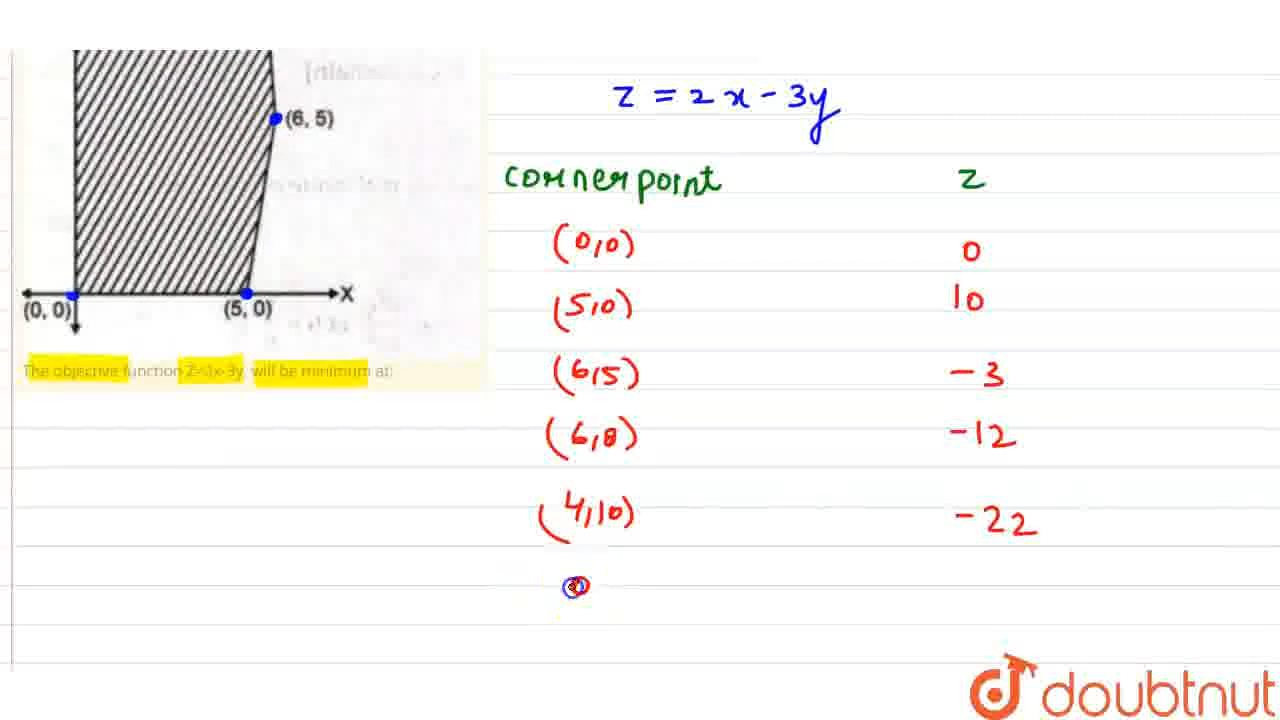 (6, 5)
X
(0, 0)
(5, 0)
The objective function Z=2x-3y, will be minimum at:
z = 2x - 3y
corner point z
(0,0) 0
(5,0) 10
(6,5) -3
(6,8) -12
(4,10) -22
0
doubtnut